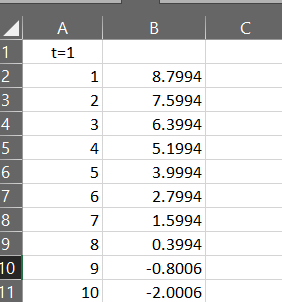 A B C
1 t=1
2 1 8.7994
3 2 7.5994
4 3 6.3994
5 4 5.1994
6 5 3.9994
7 6 2.7994
8 7 1.5994
9 8 0.3994
10 9 -0.8006
11 10 -2.0006